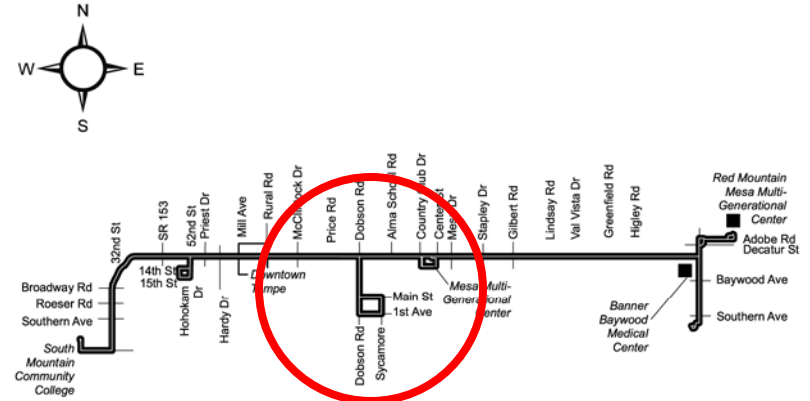 N
W
E
S
32nd St
SR 153
52nd St
Priest Dr
Mill Ave
Rural Rd
McClintock Dr
Price Rd
Dobson Rd
Alma School Rd
Country Club Dr
Center St
Mesa Dr
Stapley Dr
Gilbert Rd
Lindsay Rd
Val Vista Dr
Greenfield Rd
Higley Rd
Red Mountain
Mesa Multi-
Generational
Center
Adobe Rd
Decatur St
14th St
15th St
Hohokam
Dr
Hardy Dr
Downtown
Tempe
Mesa Multi-
Generational
Center
Broadway Rd
Roeser Rd
Southern Ave
South
Mountain
Community
College
Main St
1st Ave
Dobson Rd
Sycamore
Baywood Ave
Southern Ave
Banner
Baywood
Medical
Center